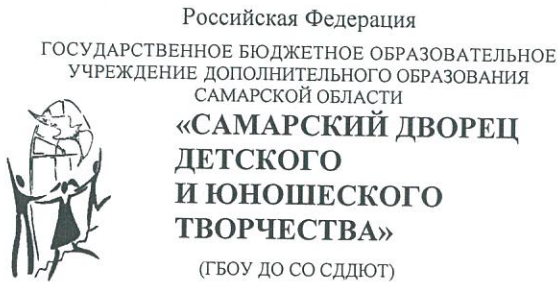 Российская Федерация
ГОСУДАРСТВЕННОЕ БЮДЖЕТНОЕ ОБРАЗОВАТЕЛЬНОЕ
УЧРЕЖДЕНИЕ ДОПОЛНИТЕЛЬНОГО ОБРАЗОВАНИЯ
САМАРСКОЙ ОБЛАСТИ
«САМАРСКИЙ ДВОРЕЦ
ДЕТСКОГО
И ЮНОШЕСКОГО
ТВОРЧЕСТВА»
(ГБОУ ДО СО СДДЮТ)